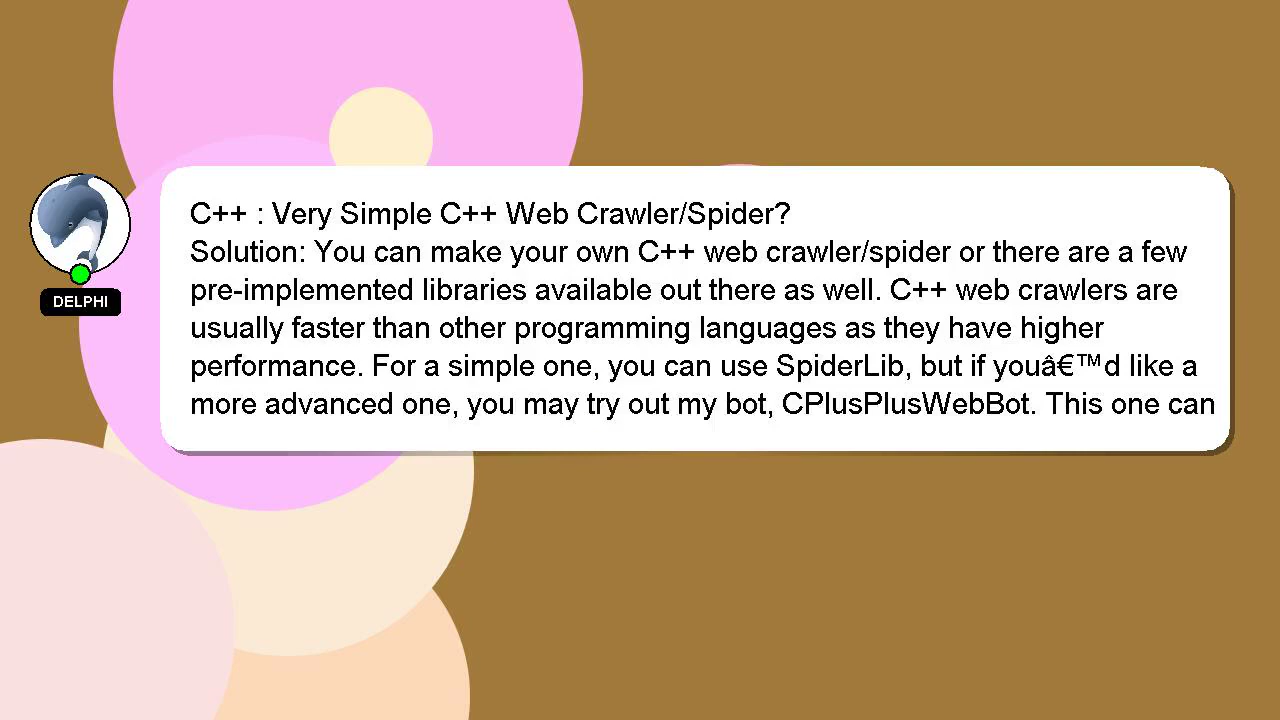 C++ : Very Simple C++ Web Crawler/Spider?
Solution: You can make your own C++ web crawler/spider or there are a few
pre-implemented libraries available out there as well. C++ web crawlers are
usually faster than other programming languages as they have higher
performance. For a simple one, you can use SpiderLib, but if youâ€™d like a
more advanced one, you may try out my bot, CPlusPlusWebBot. This one can
DELPHI